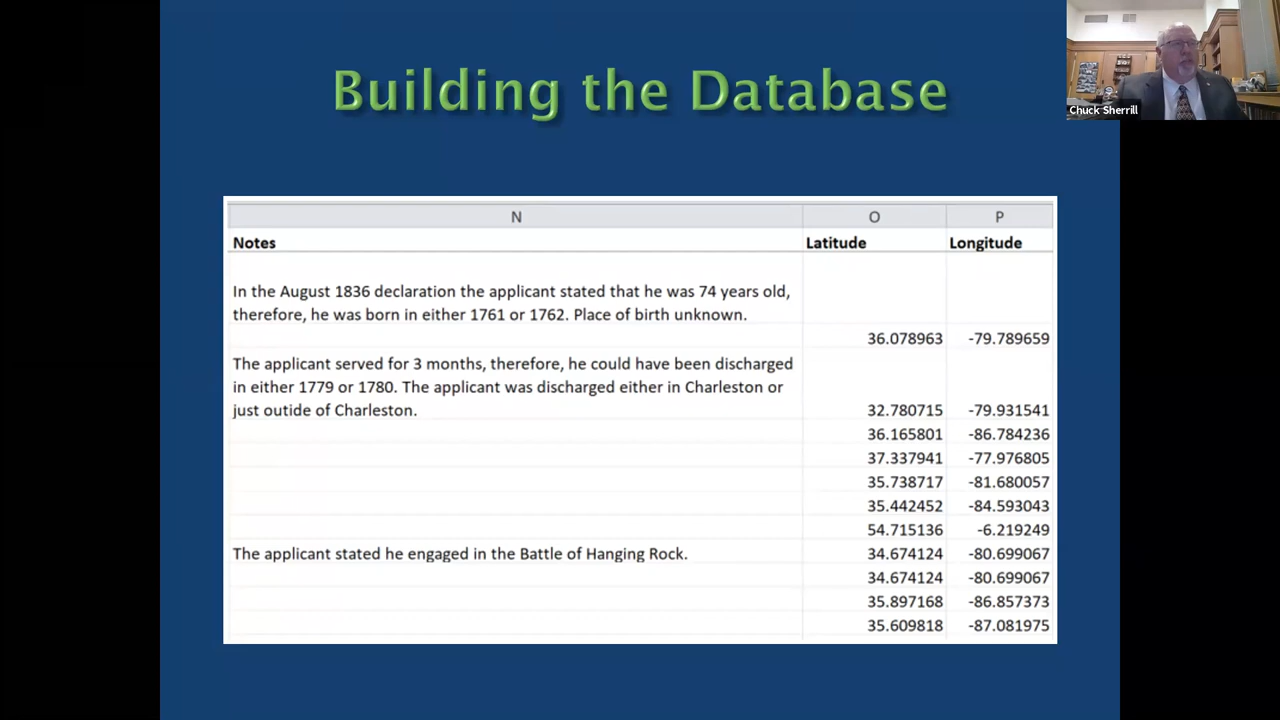 Building the Database
Chuck Sherrill
N O P
Notes Latitude Longitude
In the August 1836 declaration the applicant stated that he was 74 years old,
therefore, he was born in either 1761 or 1762. Place of birth unknown.
36.078963 -79.789659
The applicant served for 3 months, therefore, he could have been discharged
in either 1779 or 1780. The applicant was discharged either in Charleston or
just outide of Charleston. 32.780715 -79.931541
36.165801 -86.784236
37.337941 -77.976805
35.738717 -81.680057
35.442452 -84.593043
54.715136 -6.219249
The applicant stated he engaged in the Battle of Hanging Rock. 34.674124 -80.699067
34.674124 -80.699067
35.897168 -86.857373
35.609818 -87.081975